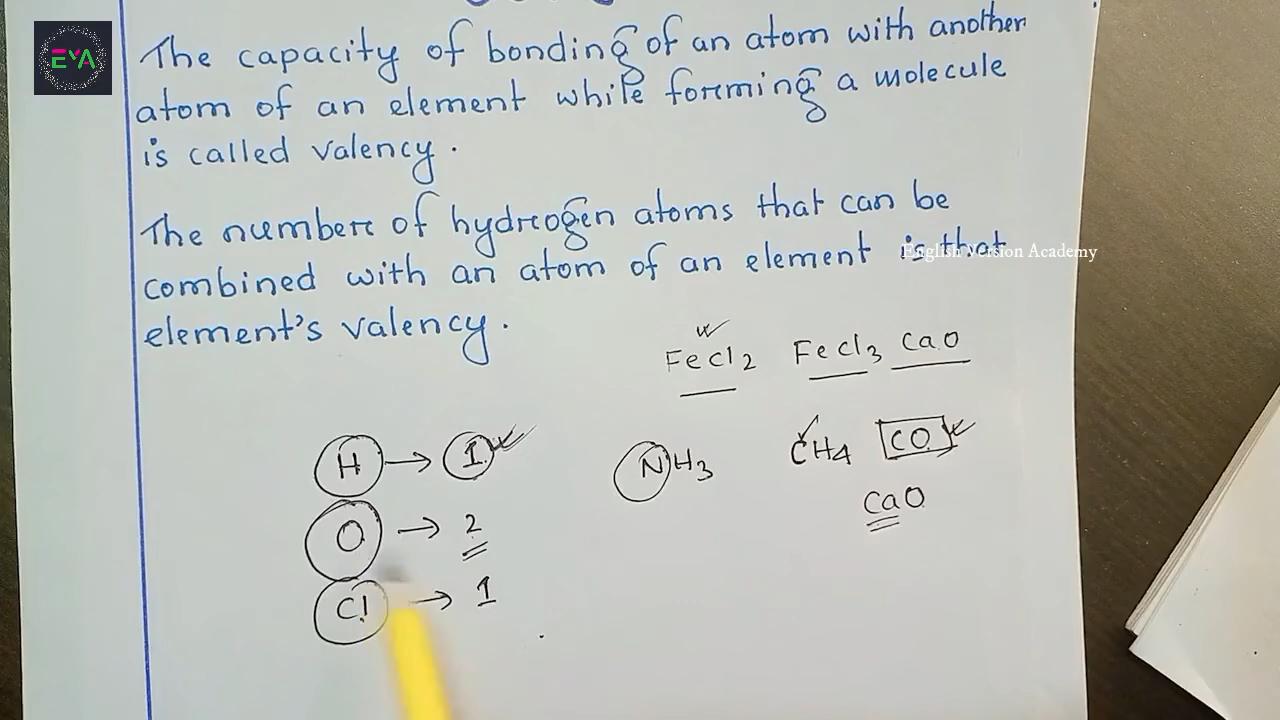 EYA
The capacity of bonding of an atom with another
atom of an element while forming a molecule
is called valency.
The number of hydrogen atoms that can be
combined with an atom of an element is that
English Version Academy
element's valency.
FeCl2 FeCl3 CaO
H → 1
NH3 CH4 CO
CaO
O → 2
Cl → 1